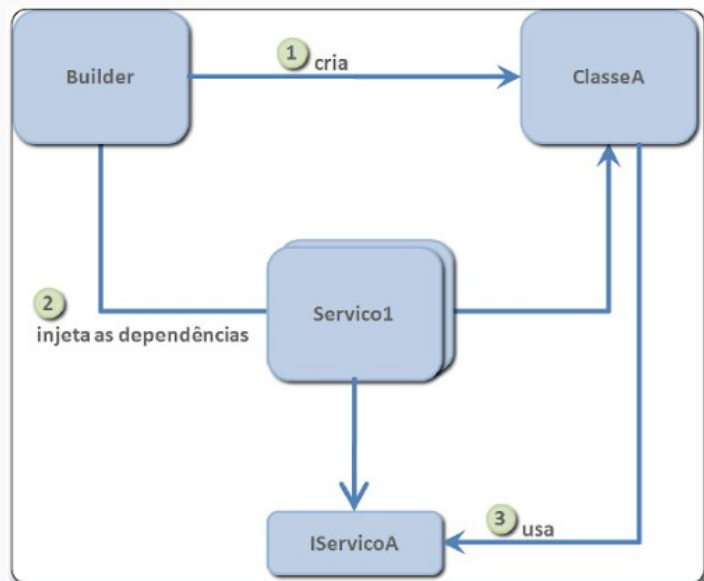 Builder
1
cria
ClasseA
2
injeta as dependências
Servico1
IServicoA
3
usa